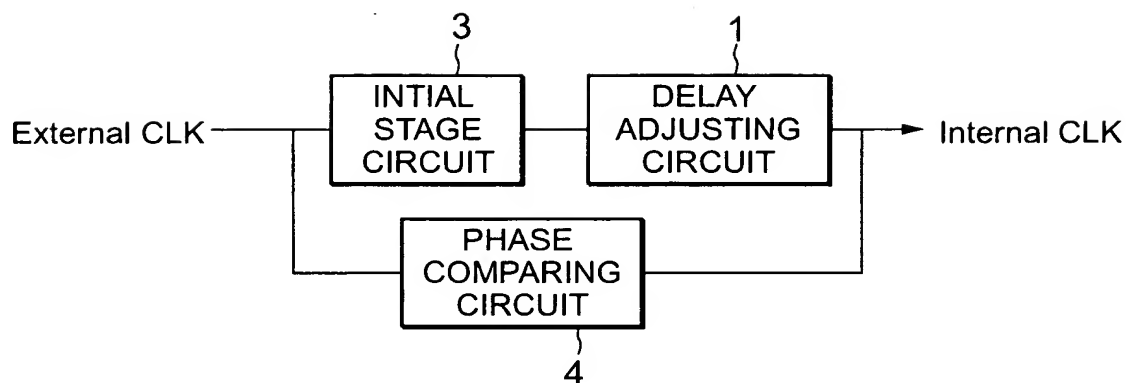 3
1
INTIAL
STAGE
CIRCUIT
DELAY
ADJUSTING
CIRCUIT
External CLK
Internal CLK
PHASE
COMPARING
CIRCUIT
4